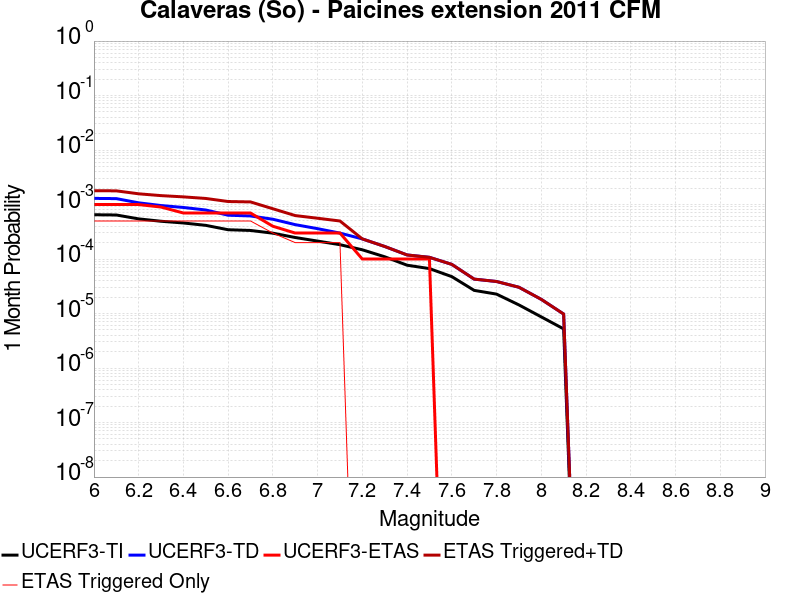 Calaveras (So) - Paicines extension 2011 CFM
10^0
10^-1
10^-2
10^-3
10^-4
10^-5
10^-6
10^-7
10^-8
1 Month Probability
6 6.2 6.4 6.6 6.8 7 7.2 7.4 7.6 7.8 8 8.2 8.4 8.6 8.8 9
Magnitude
UCERF3-TI UCERF3-TD UCERF3-ETAS ETAS Triggered+TD
ETAS Triggered Only